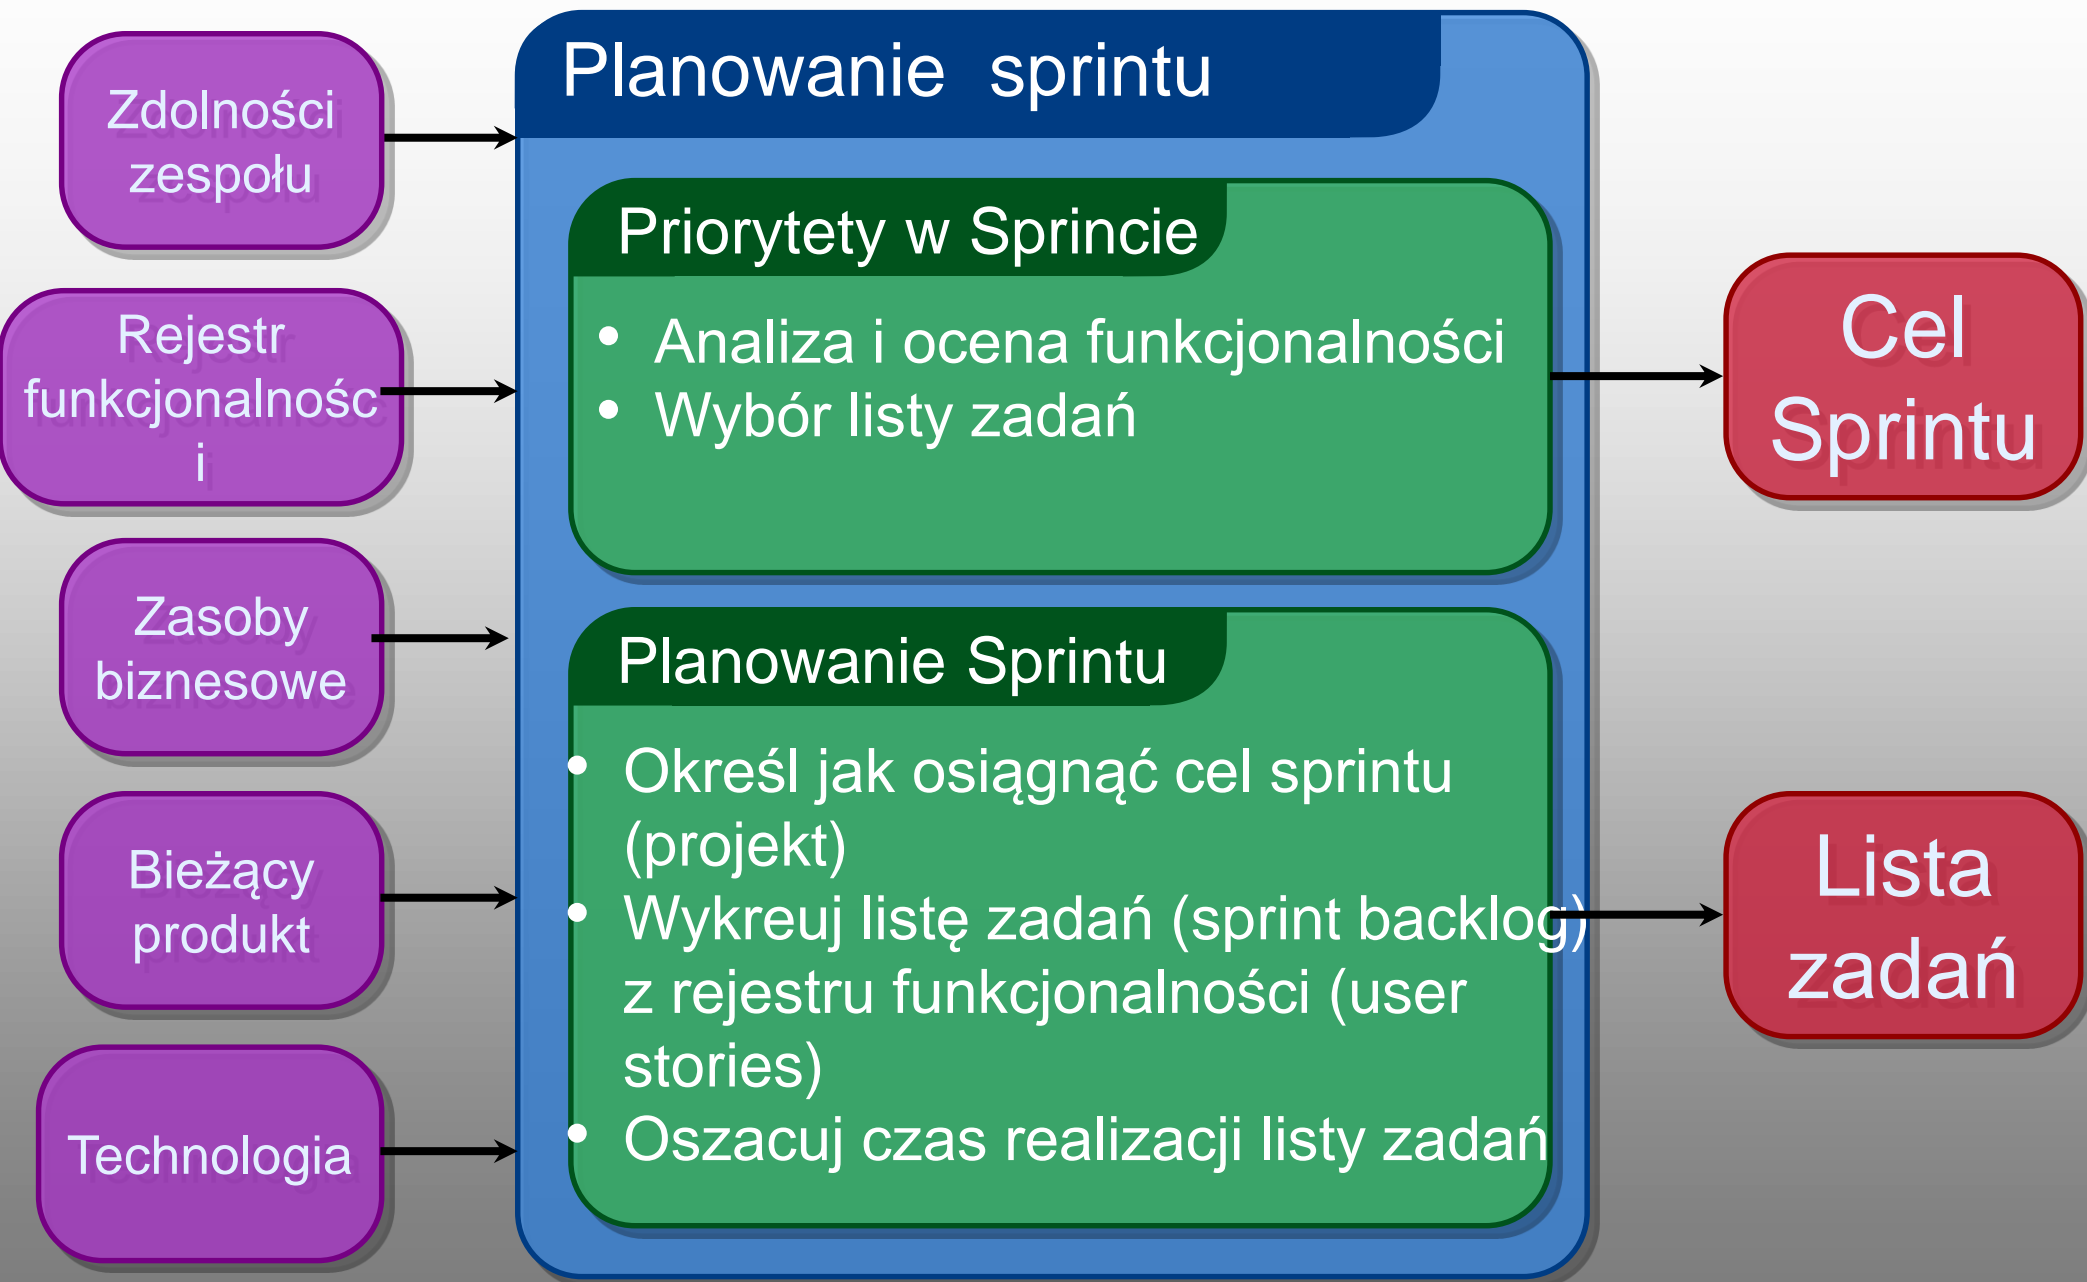 Zdolności
zespołu
Rejestr
funkcjonalnośc
i
Zasoby
biznesowe
Bieżący
produkt
Technologia
Planowanie sprintu
Priorytety w Sprincie
• Analiza i ocena funkcjonalności
• Wybór listy zadań
Planowanie Sprintu
• Określ jak osiągnąć cel sprintu
(projekt)
• Wykreuj listę zadań (sprint backlog)
z rejestru funkcjonalności (user
stories)
• Oszacuj czas realizacji listy zadań
Cel
Sprintu
Lista
zadań